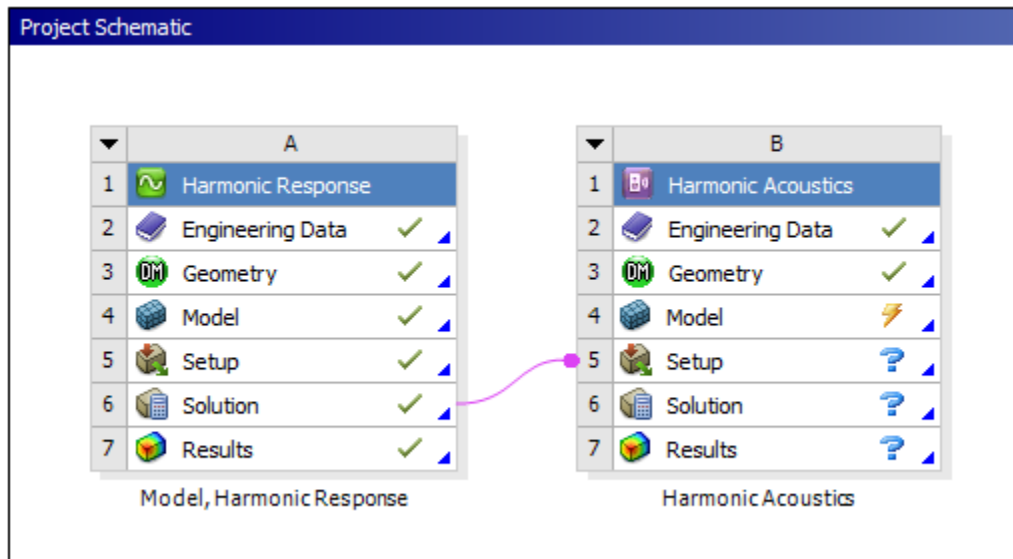 Project Schematic
A
1 Harmonic Response
2 Engineering Data
3 DM Geometry
4 Model
5 Setup
6 Solution
7 Results
Model, Harmonic Response
B
1 Harmonic Acoustics
2 Engineering Data
3 DM Geometry
4 Model
5 Setup
6 Solution
7 Results
Harmonic Acoustics